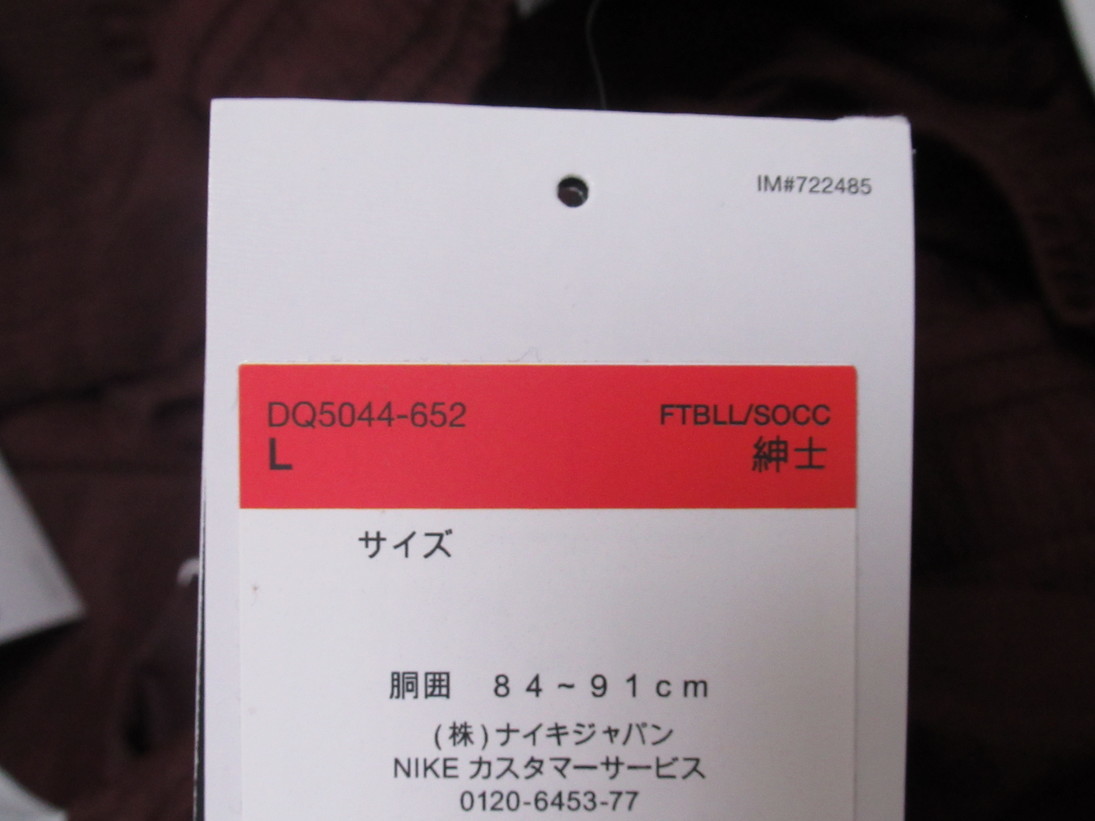 IM#722485
DQ5044-652 FTBLL/SOCC
L 紳士
サイズ
胴囲 84~91cm
(株)ナイキジャパン
NIKE カスタマーサービス
0120-6453-77